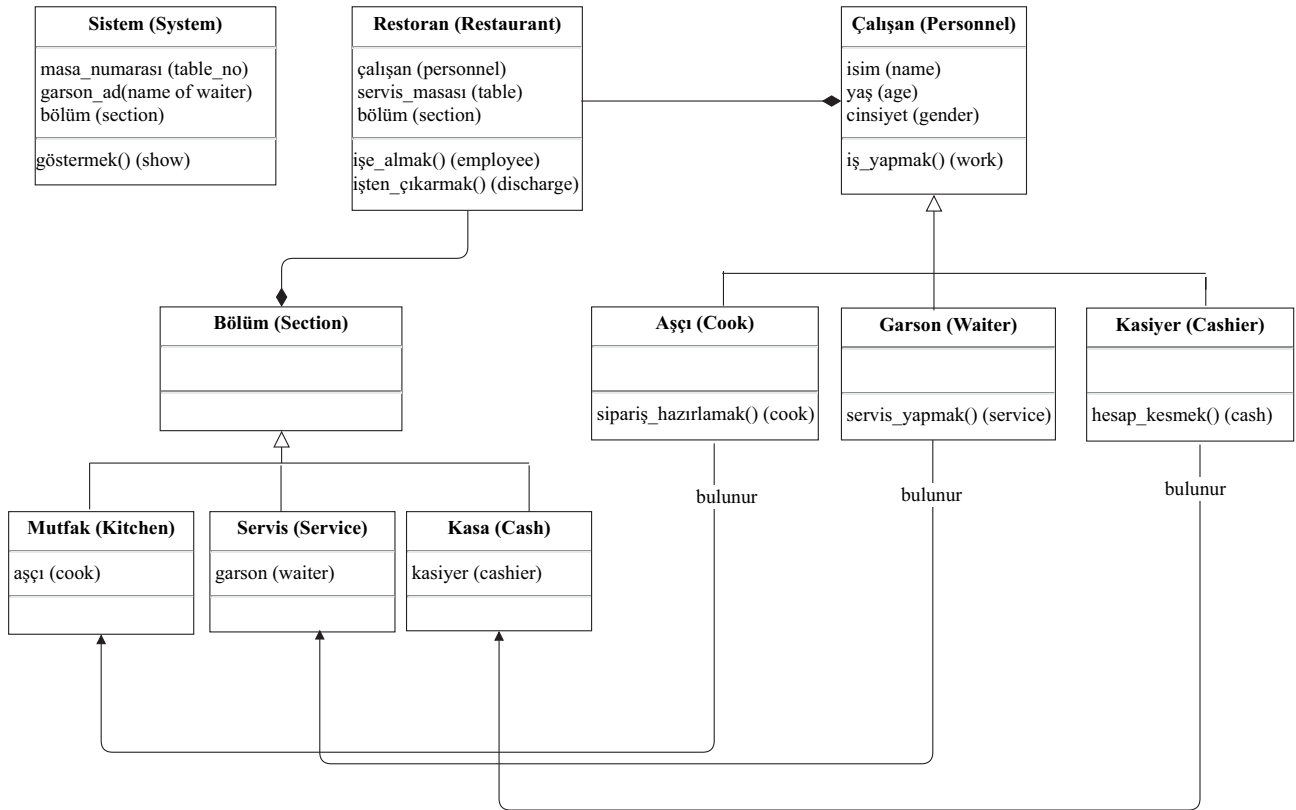 Sistem (System)
masa_numarası (table_no)
garson_ad(name of waiter)
bölüm (section)
göstermek() (show)
Restoran (Restaurant)
çalışan (personnel)
servis_masası (table)
bölüm (section)
işe_almak() (employee)
işten_çıkarmak() (discharge)
Çalışan (Personnel)
isim (name)
yaş (age)
cinsiyet (gender)
iş_yapmak() (work)
Bölüm (Section)
Aşçı (Cook)
sipariş_hazırlamak() (cook)
Garson (Waiter)
servis_yapmak() (service)
Kasiyer (Cashier)
hesap_kesmek() (cash)
bulunur
bulunur
bulunur
Mutfak (Kitchen)
aşçı (cook)
Servis (Service)
garson (waiter)
Kasa (Cash)
kasiyer (cashier)